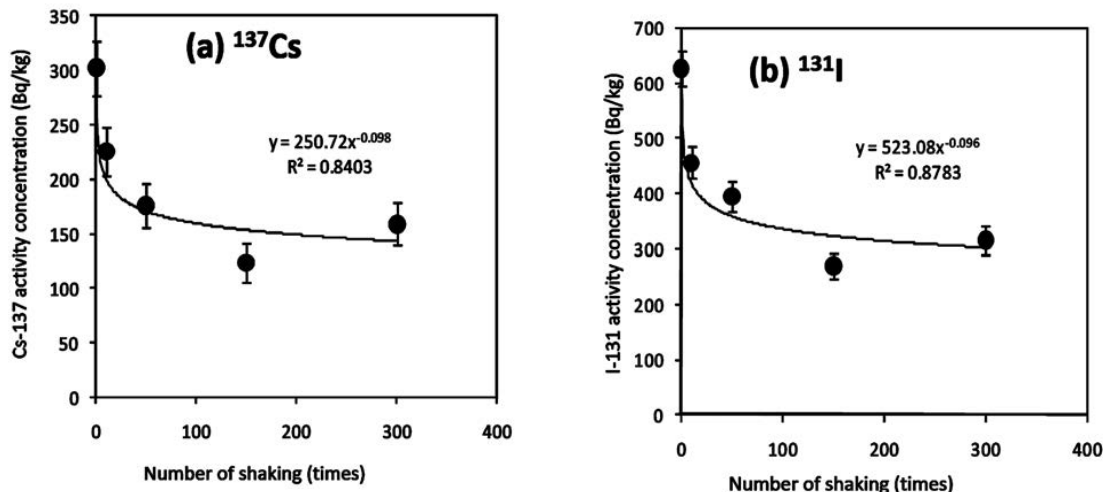 (a) ¹³⁷Cs
Cs-137 activity concentration (Bq/kg)
350
300
250
200
150
100
50
0
y = 250.72x⁻⁰·⁰⁹⁸
R² = 0.8403
0 100 200 300 400
Number of shaking (times)
(b) ¹³¹I
I-131 activity concentration (Bq/kg)
700
600
500
400
300
200
100
0
y = 523.08x⁻⁰·⁰⁹⁶
R² = 0.8783
0 100 200 300 400
Number of shaking (times)